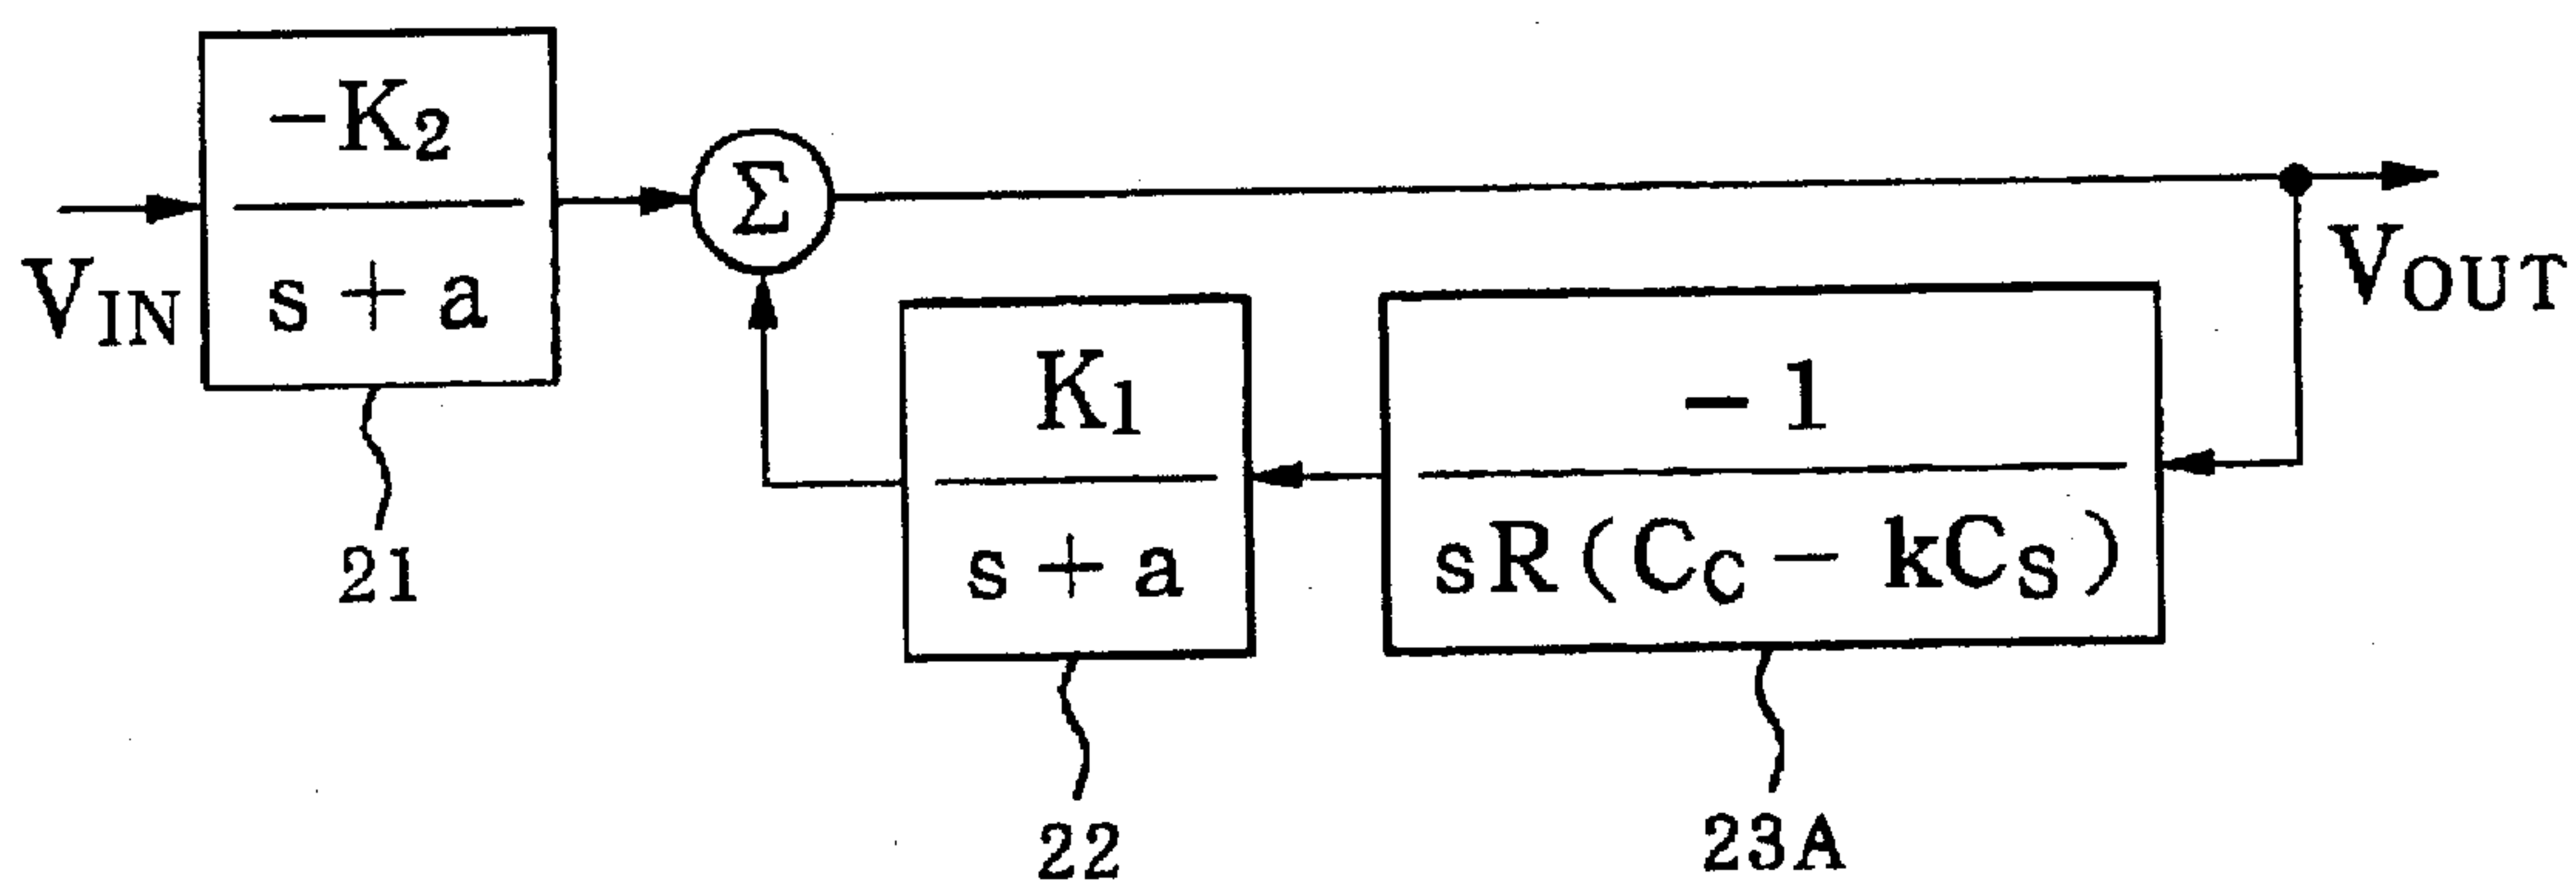 −K2
s + a
VIN
21
Σ
VOUT
K1
s + a
22
−1
sR(CC − kCS)
23A